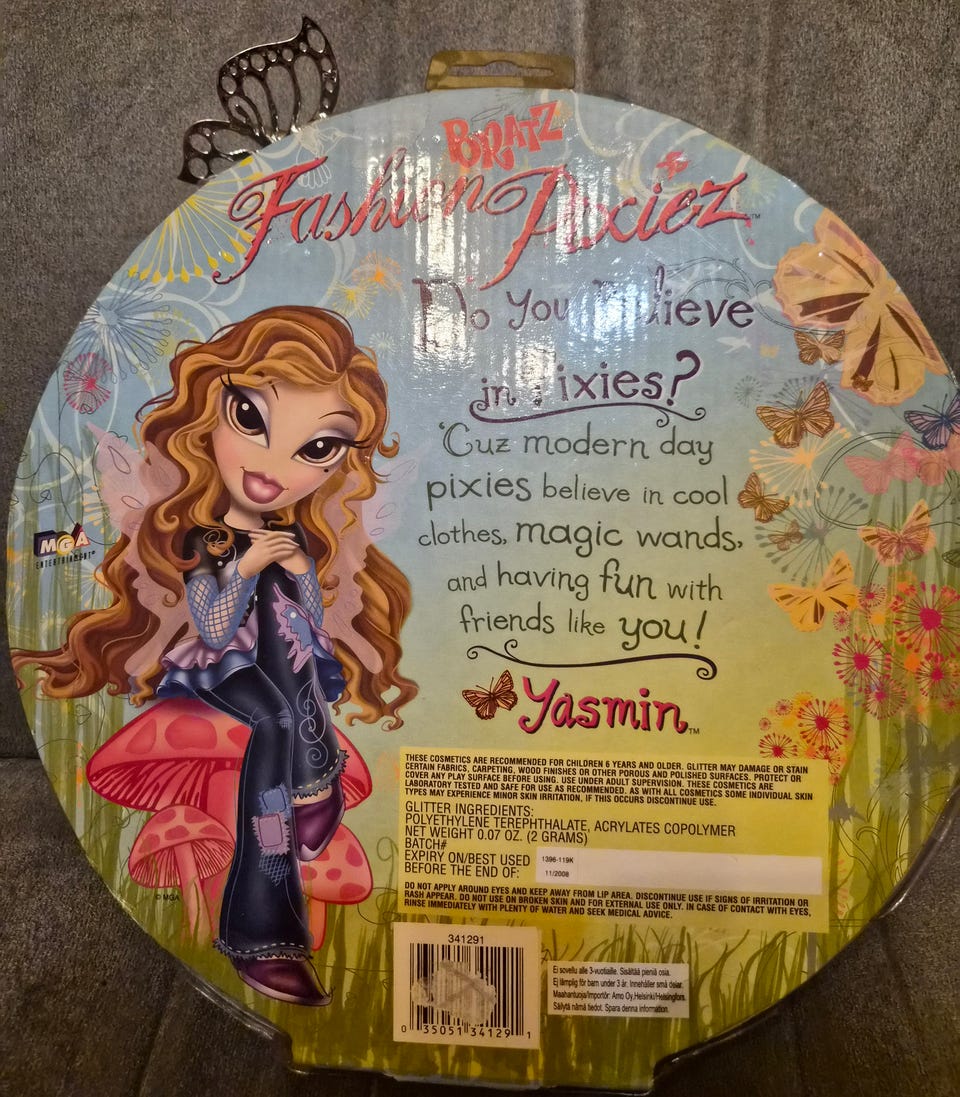 BRATZ
Fashion Pixiez™
Do You Believe
in Pixies?
'Cuz modern day
pixies believe in cool
clothes, magic wands,
and having fun with
friends like you!
Yasmin™
MGA
ENTERTAINMENT®
THESE COSMETICS ARE RECOMMENDED FOR CHILDREN 6 YEARS AND OLDER. GLITTER MAY DAMAGE OR STAIN
CERTAIN FABRICS, CARPETING, WOOD FINISHES OR OTHER POROUS AND POLISHED SURFACES. PROTECT OR
COVER ANY PLAY SURFACE BEFORE USING. USE UNDER ADULT SUPERVISION. THESE COSMETICS ARE
LABORATORY TESTED AND SAFE FOR USE AS RECOMMENDED. AS WITH ALL COSMETICS SOME INDIVIDUAL SKIN
TYPES MAY EXPERIENCE MINOR SKIN IRRITATION, IF THIS OCCURS DISCONTINUE USE.
GLITTER INGREDIENTS:
POLYETHYLENE TEREPHTHALATE, ACRYLATES COPOLYMER
NET WEIGHT 0.07 OZ. (2 GRAMS)
BATCH#
EXPIRY ON/BEST USED
BEFORE THE END OF:
1396-119K
11/2008
DO NOT APPLY AROUND EYES AND KEEP AWAY FROM LIP AREA. DISCONTINUE USE IF SIGNS OF IRRITATION OR
RASH APPEAR. DO NOT USE ON BROKEN SKIN AND FOR EXTERNAL USE ONLY. IN CASE OF CONTACT WITH EYES,
RINSE IMMEDIATELY WITH PLENTY OF WATER AND SEEK MEDICAL ADVICE.
© MGA
341291
0 35051 34129 1
Ei sovellu alle 3-vuotiaille. Sisältää pieniä osia.
Ej lämplig för barn under 3 år. Innehåller små delar.
Maahantuoja/Importör: Amo Oy, Helsinki/Helsingfors.
Säilytä nämä tiedot. Spara denna information.